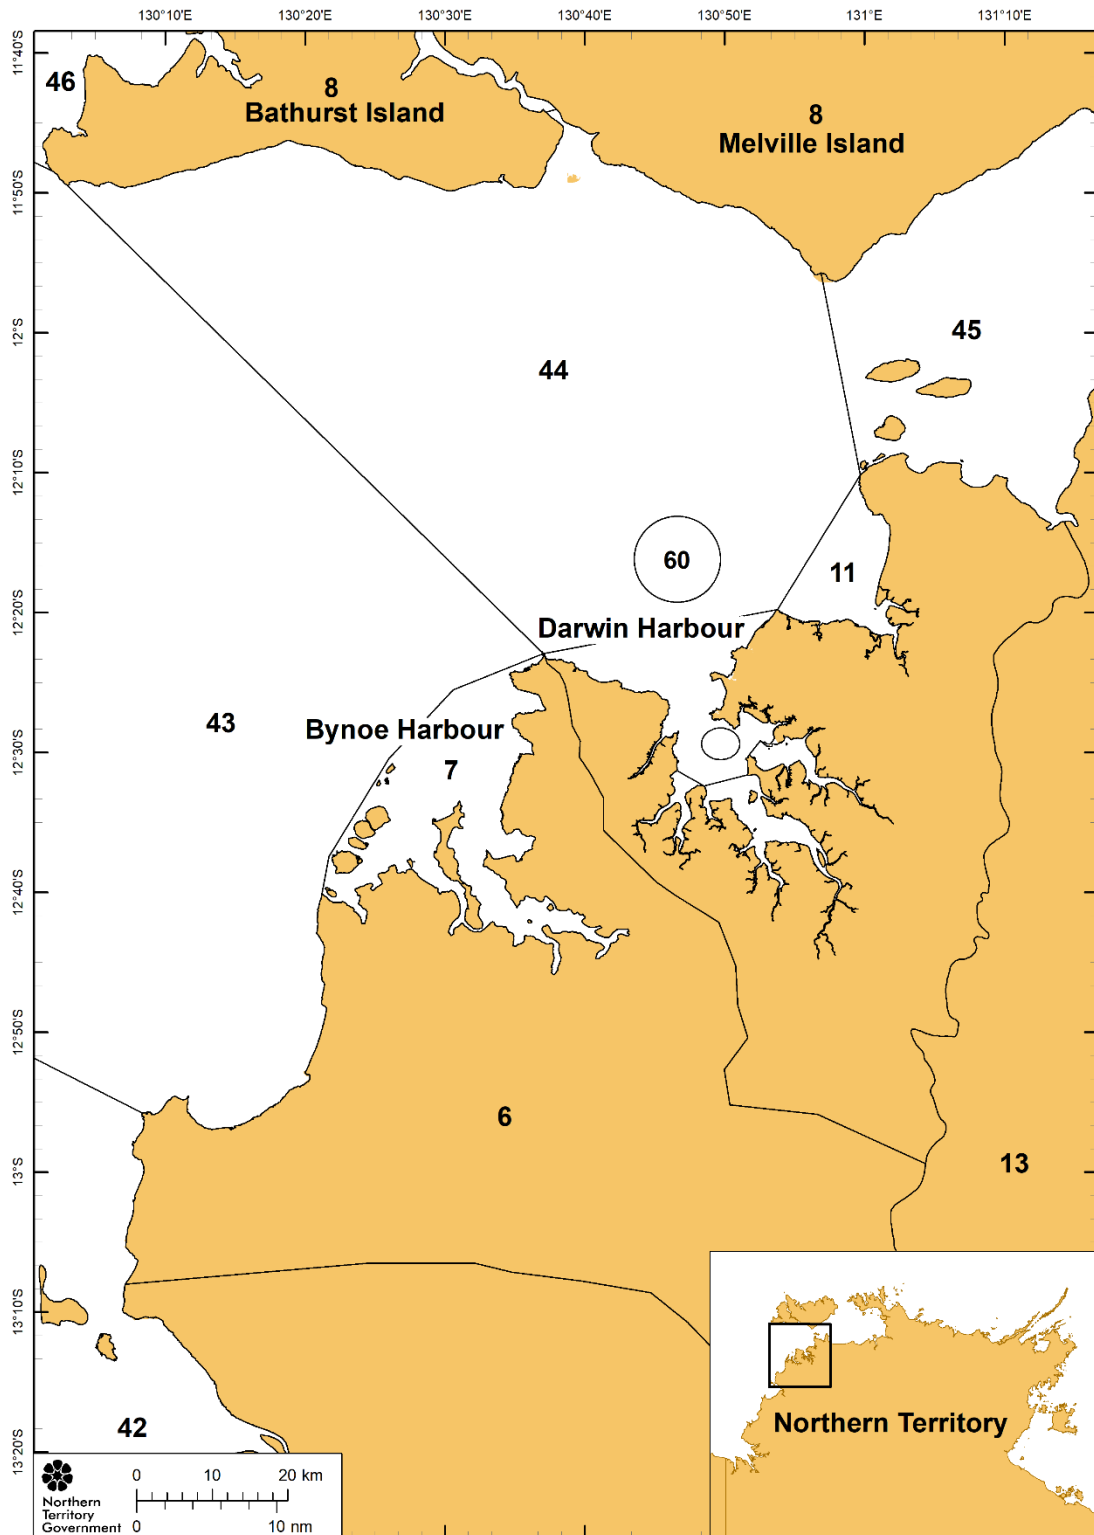 130°10'E 130°20'E 130°30'E 130°40'E 130°50'E 131°E 131°10'E
11°40'S
46
8
Bathurst Island
8
Melville Island
11°50'S
12°S
45
44
12°10'S
60
11
12°20'S
Darwin Harbour
43
Bynoe Harbour
7
12°30'S
12°40'S
12°50'S
6
13
13°S
13°10'S
42
Northern Territory
13°20'S
0 10 20 km
Northern
Territory
Government
0 10 nm